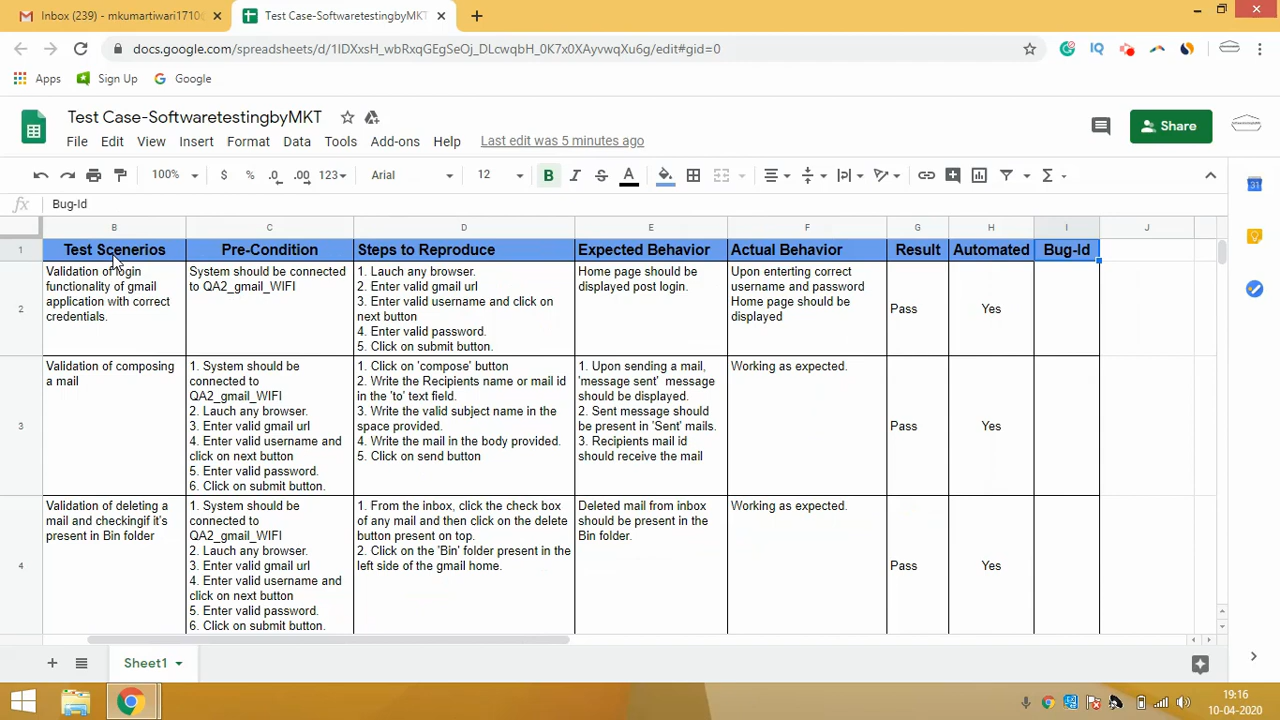 Inbox (239) - mkumartiwari1710
Test Case-SoftwaretestingbyMKT
Apps
Sign Up
Google
Test Case-SoftwaretestingbyMKT
File Edit View Insert Format Data Tools Add-ons Help Last edit was 5 minutes ago
Share
100% $ % .0 .00 123 Arial 12 B I S A
fx Bug-Id
B C D E F G H I J
1 Test Scenerios Pre-Condition Steps to Reproduce Expected Behavior Actual Behavior Result Automated Bug-Id
2
Validation of login
functionality of gmail
application with correct
credentials.
System should be connected
to QA2_gmail_WIFI
1. Lauch any browser.
2. Enter valid gmail url
3. Enter valid username and click on
next button
4. Enter valid password.
5. Click on submit button.
Home page should be
displayed post login.
Upon enterting correct
username and password
Home page should be
displayed
Pass
Yes
3
Validation of composing
a mail
1. System should be
connected to
QA2_gmail_WIFI
2. Lauch any browser.
3. Enter valid gmail url
4. Enter valid username and
click on next button
5. Enter valid password.
6. Click on submit button.
1. Click on 'compose" button
2. Write the Recipients name or mail id
in the 'to' text field.
3. Write the valid subject name in the
space provided.
4. Write the mail in the body provided.
5. Click on send button
1. Upon sending a mail,
'message sent' message
should be displayed.
2. Sent message should
be present in 'Sent' mails.
3. Recipients mail id
should receive the mail
Working as expected.
Pass
Yes
4
Validation of deleting a
mail and checkingif it's
present in Bin folder
1. System should be
connected to
QA2_gmail_WIFI
2. Lauch any browser.
3. Enter valid gmail url
4. Enter valid username and
click on next button
5. Enter valid password.
6. Click on submit button.
1. From the inbox, click the check box
of any mail and then click on the delete
button present on top.
2. Click on the 'Bin' folder present in the
left side of the gmail home.
Deleted mail from inbox
should be present in the
Bin folder.
Working as expected.
Pass
Yes
Sheet1
19:16
10-04-2020